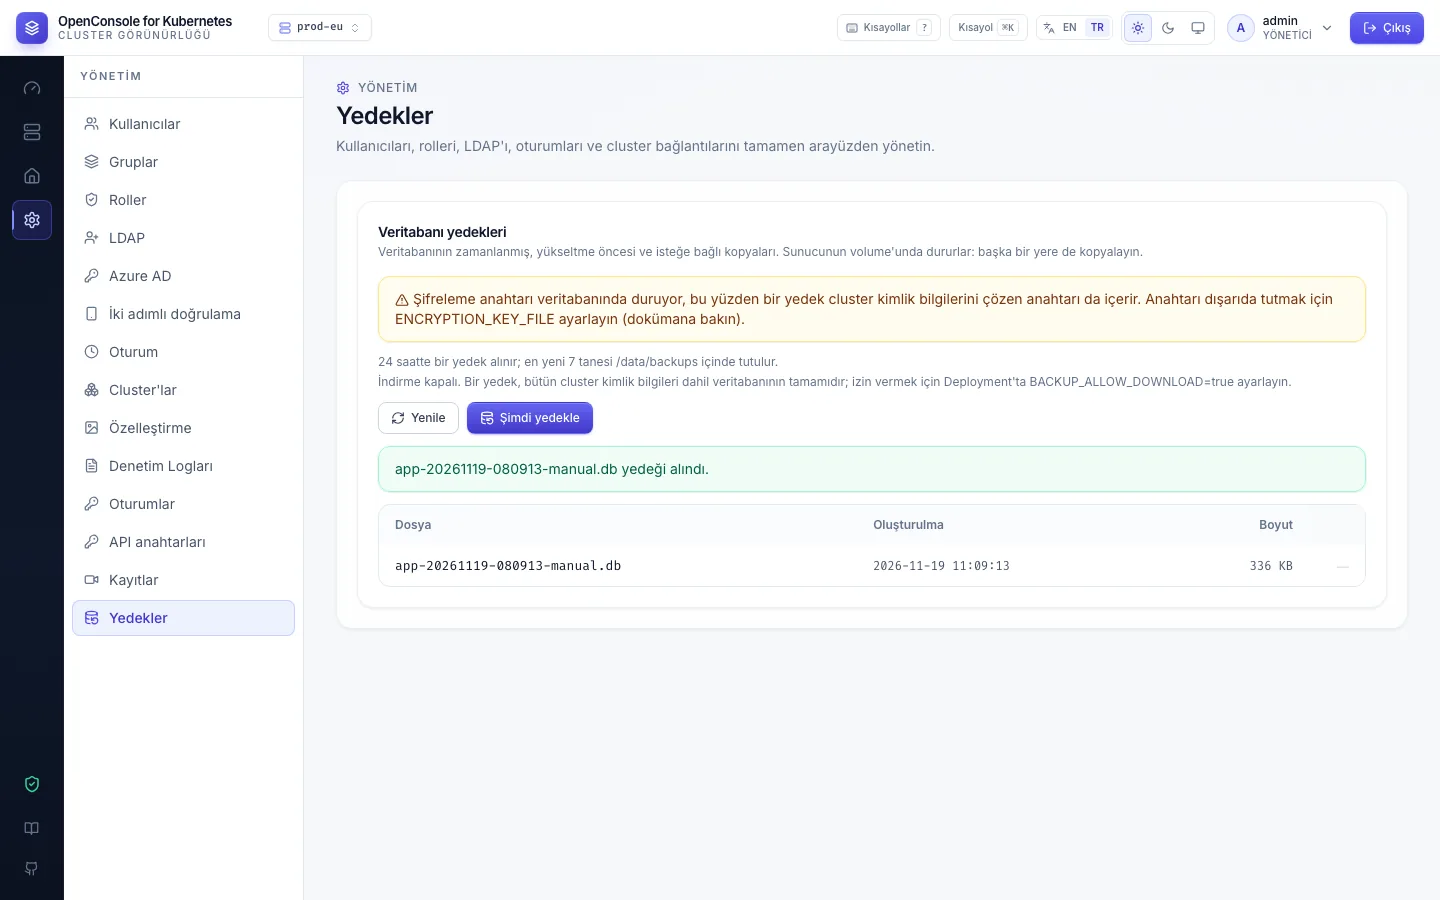 OpenConsole for Kubernetes
CLUSTER GÖRÜNÜRLÜĞÜ
prod-eu
Kısayollar ?
Kısayol ⌘K
EN TR
A
admin
YÖNETİCİ
Çıkış
YÖNETİM
Kullanıcılar
Gruplar
Roller
LDAP
Azure AD
İki adımlı doğrulama
Oturum
Cluster'lar
Özelleştirme
Denetim Logları
Oturumlar
API anahtarları
Kayıtlar
Yedekler
YÖNETİM
Yedekler
Kullanıcıları, rolleri, LDAP'ı, oturumları ve cluster bağlantılarını tamamen arayüzden yönetin.
Veritabanı yedekleri
Veritabanının zamanlanmış, yükseltme öncesi ve isteğe bağlı kopyaları. Sunucunun volume'unda dururlar: başka bir yere de kopyalayın.
Şifreleme anahtarı veritabanında duruyor, bu yüzden bir yedek cluster kimlik bilgilerini çözen anahtarı da içerir. Anahtarı dışarıda tutmak için
ENCRYPTION_KEY_FILE ayarlayın (dokümana bakın).
24 saatte bir yedek alınır; en yeni 7 tanesi /data/backups içinde tutulur.
İndirme kapalı. Bir yedek, bütün cluster kimlik bilgileri dahil veritabanının tamamıdır; izin vermek için Deployment'ta BACKUP_ALLOW_DOWNLOAD=true ayarlayın.
Yenile
Şimdi yedekle
app-20261119-080913-manual.db yedeği alındı.
Dosya Oluşturulma Boyut
app-20261119-080913-manual.db 2026-11-19 11:09:13 336 KB —